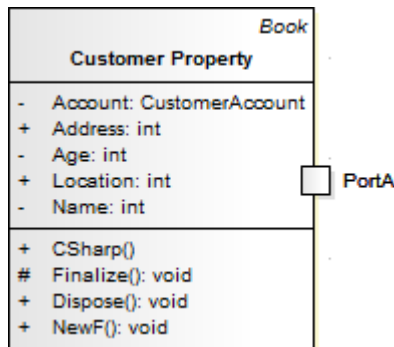 Book
Customer Property
- Account: CustomerAccount
+ Address: int
- Age: int
+ Location: int
- Name: int
PortA
+ CSharp()
# Finalize(): void
+ Dispose(): void
+ NewF(): void